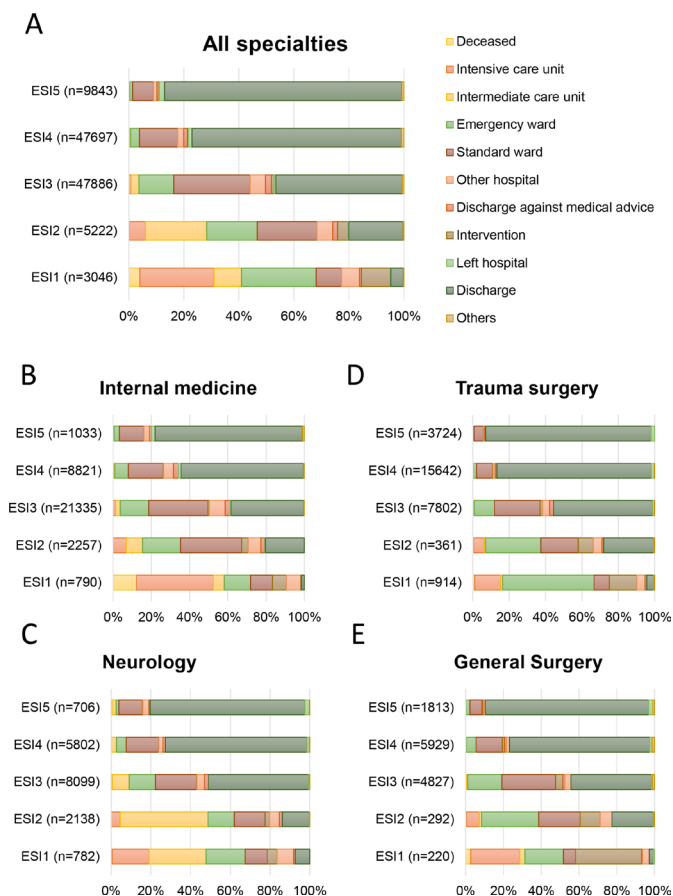 A
All specialties
ESI5 (n=9843)
ESI4 (n=47697)
ESI3 (n=47886)
ESI2 (n=5222)
ESI1 (n=3046)
0% 20% 40% 60% 80% 100%
Deceased
Intensive care unit
Intermediate care unit
Emergency ward
Standard ward
Other hospital
Discharge against medical advice
Intervention
Left hospital
Discharge
Others
B
Internal medicine
ESI5 (n=1033)
ESI4 (n=8821)
ESI3 (n=21335)
ESI2 (n=2257)
ESI1 (n=790)
0% 20% 40% 60% 80% 100%
D
Trauma surgery
ESI5 (n=3724)
ESI4 (n=15642)
ESI3 (n=7802)
ESI2 (n=361)
ESI1 (n=914)
0% 20% 40% 60% 80% 100%
C
Neurology
ESI5 (n=706)
ESI4 (n=5802)
ESI3 (n=8099)
ESI2 (n=2138)
ESI1 (n=782)
0% 20% 40% 60% 80% 100%
E
General Surgery
ESI5 (n=1813)
ESI4 (n=5929)
ESI3 (n=4827)
ESI2 (n=292)
ESI1 (n=220)
0% 20% 40% 60% 80% 100%